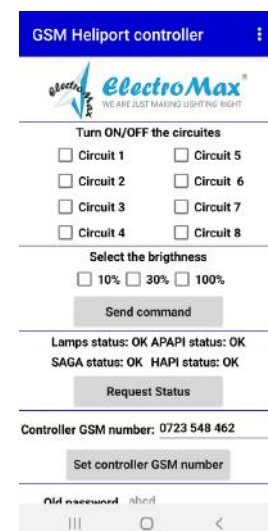 GSM Heliport controller
electro
ElectroMax®
WE ARE JUST MAKING LIGHTING RIGHT
Turn ON/OFF the circuites
Circuit 1 Circuit 5
Circuit 2 Circuit 6
Circuit 3 Circuit 7
Circuit 4 Circuit 8
Select the brigthness
10% 30% 100%
Send command
Lamps status: OK APAPI status: OK
SAGA status: OK HAPI status: OK
Request Status
Controller GSM number: 0723 548 462
Set controller GSM number
Old password abcd